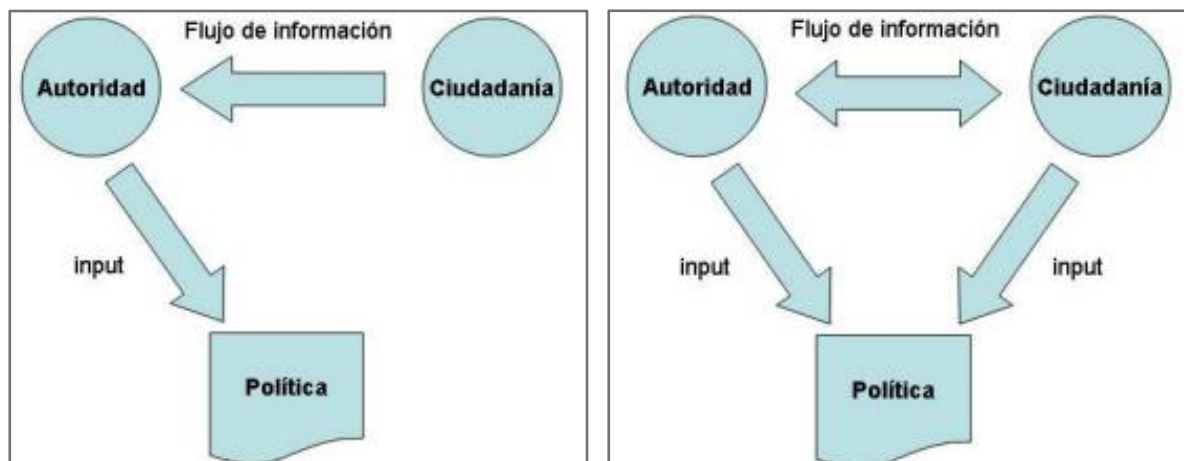 Flujo de información
Autoridad
Ciudadanía
input
Política
Flujo de información
Autoridad
Ciudadanía
input
input
Política